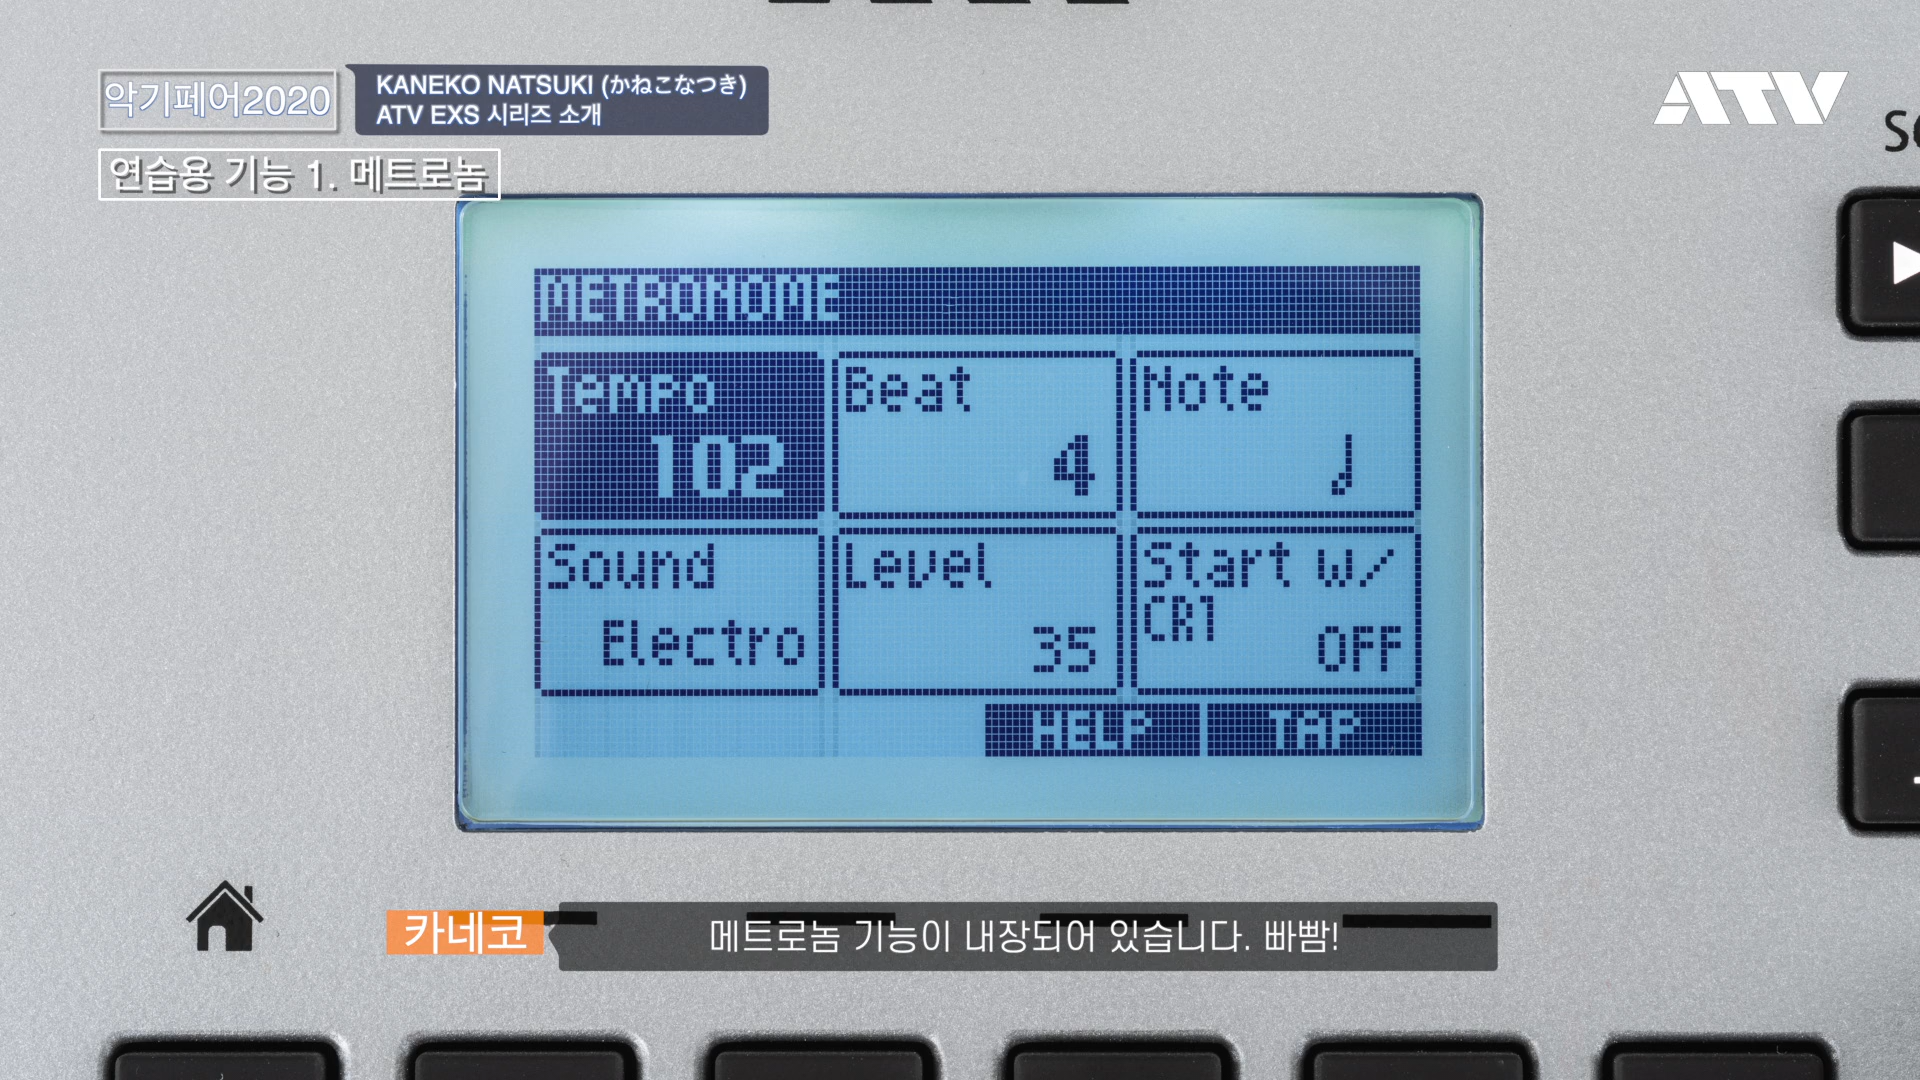 악기페어2020
KANEKO NATSUKI (かねこなつき)
ATV EXS 시리즈 소개
ATV
연습용 기능 1. 메트로놈
METRONOME
Tempo
102
Beat
4
Note
Sound
Electro
Level
35
Start w/
CR1
OFF
HELP
TAP
카네코
메트로놈 기능이 내장되어 있습니다. 빠빰!